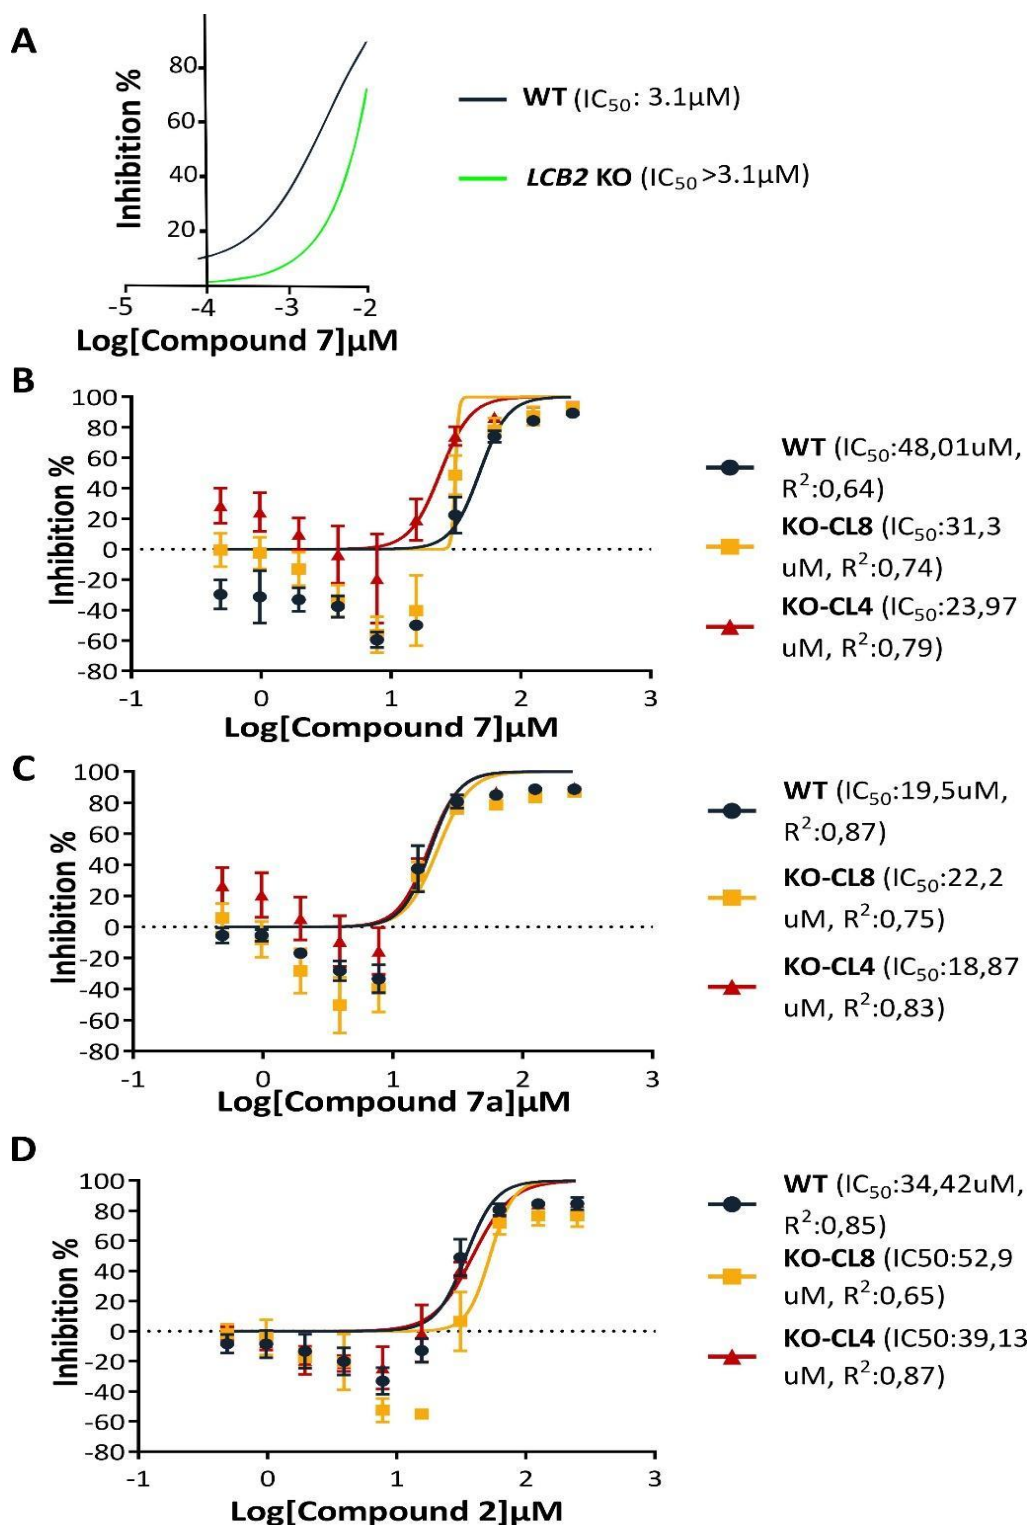 A
Inhibition %
80
60
40
20
-5 -4 -3 -2
Log[Compound 7]µM
WT (IC50: 3.1µM)
LCB2 KO (IC50 >3.1µM)
B
Inhibition %
100
80
60
40
20
0
-20
-40
-60
-80
-1 0 1 2 3
Log[Compound 7]µM
WT (IC50:48,01uM,
R2:0,64)
KO-CL8 (IC50:31,3
uM, R2:0,74)
KO-CL4 (IC50:23,97
uM, R2:0,79)
C
Inhibition %
100
80
60
40
20
0
-20
-40
-60
-80
-1 0 1 2 3
Log[Compound 7a]µM
WT (IC50:19,5uM,
R2:0,87)
KO-CL8 (IC50:22,2
uM, R2:0,75)
KO-CL4 (IC50:18,87
uM, R2:0,83)
D
Inhibition %
100
80
60
40
20
0
-20
-40
-60
-80
-1 0 1 2 3
Log[Compound 2]µM
WT (IC50:34,42uM,
R2:0,85)
KO-CL8 (IC50:52,9
uM, R2:0,65)
KO-CL4 (IC50:39,13
uM, R2:0,87)